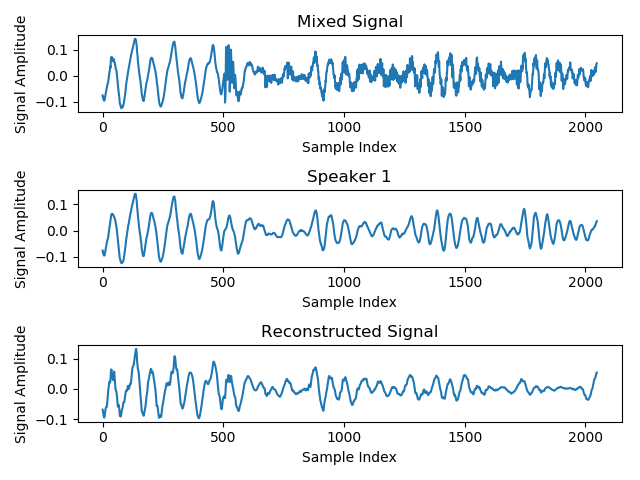 Mixed Signal
Signal Amplitude
0.1
0.0
−0.1
0 500 1000 1500 2000
Sample Index
Speaker 1
Signal Amplitude
0.1
0.0
−0.1
0 500 1000 1500 2000
Sample Index
Reconstructed Signal
Signal Amplitude
0.1
0.0
−0.1
0 500 1000 1500 2000
Sample Index